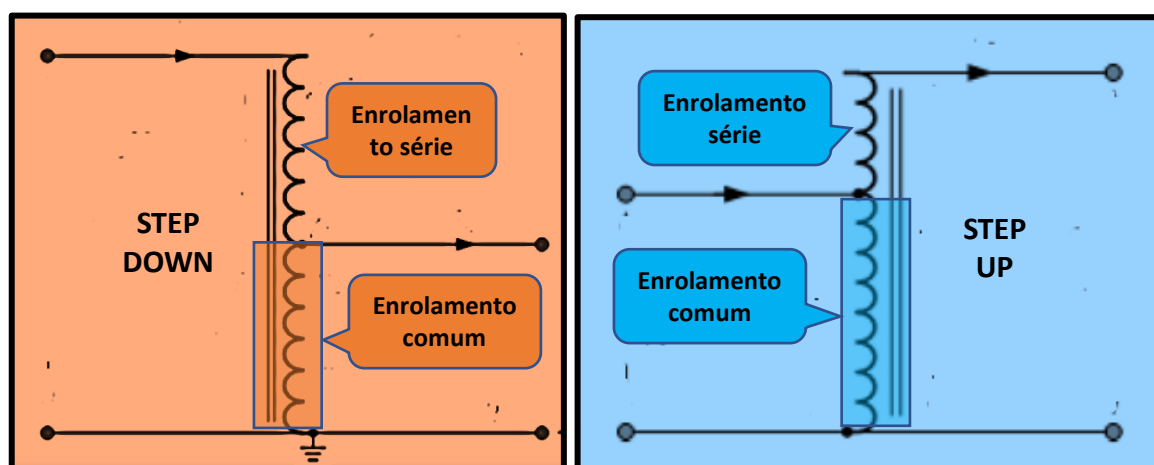 Enrolamen
to série
STEP
DOWN
Enrolamento
comum
Enrolamento
série
STEP
UP
Enrolamento
comum